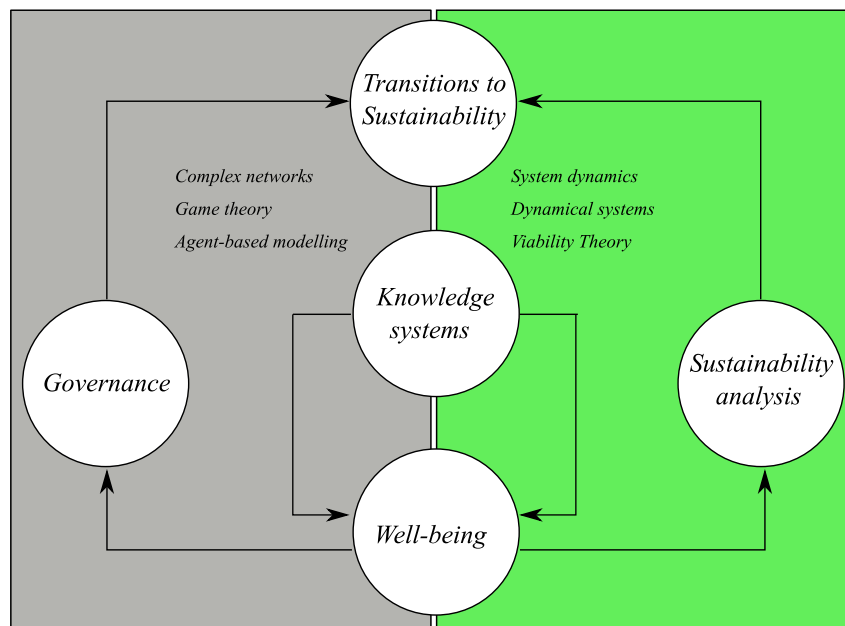 Transitions to
Sustainability
Complex networks
Game theory
Agent-based modelling
System dynamics
Dynamical systems
Viability Theory
Knowledge
systems
Governance
Sustainability
analysis
Well-being